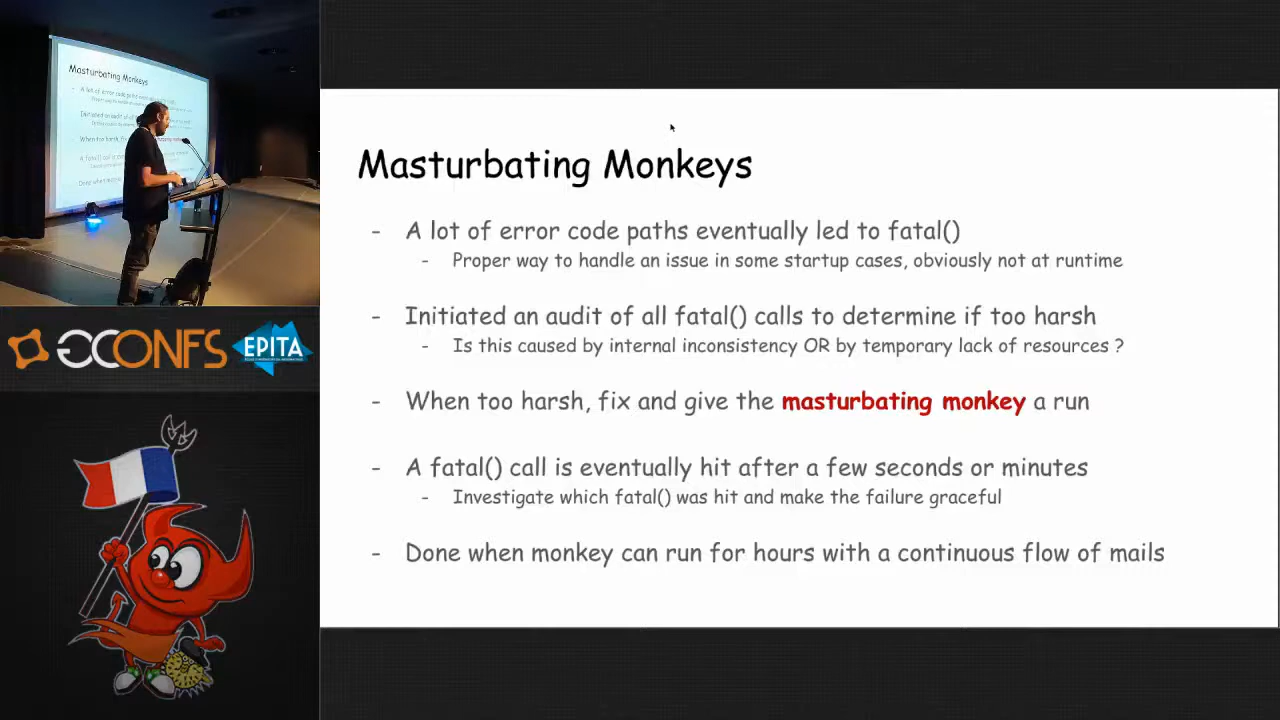 Masturbating Monkeys
- A lot of error code paths eventually led to fatal()
- Proper way to handle an issue in some startup cases, obviously not at runtime
- Initiated an audit of all fatal() calls to determine if too harsh
- Is this caused by internal inconsistency OR by temporary lack of resources ?
- When too harsh, fix and give the masturbating monkey a run
- A fatal() call is eventually hit after a few seconds or minutes
- Investigate which fatal() was hit and make the failure graceful
- Done when monkey can run for hours with a continuous flow of mails
Masturbating Monkeys
GCONFS
EPITA